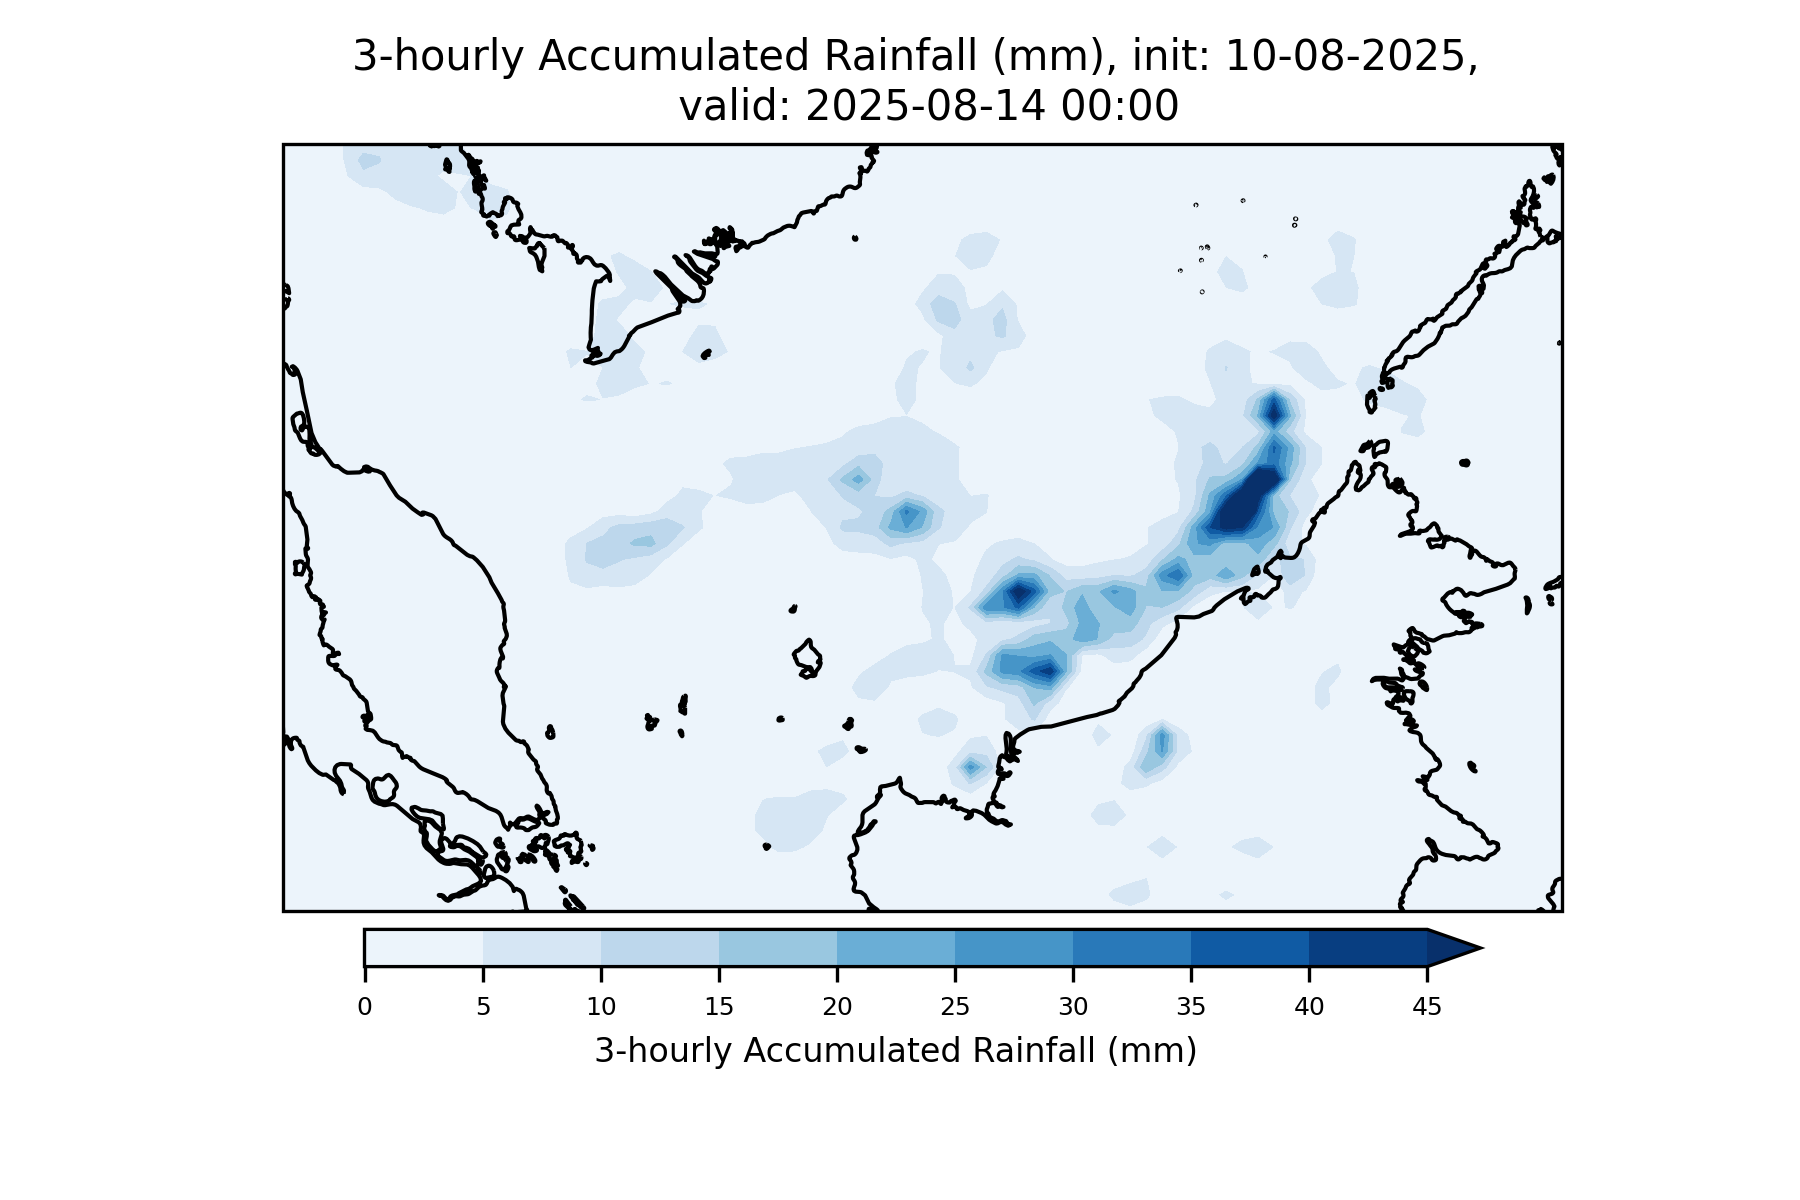 3-hourly Accumulated Rainfall (mm), init: 10-08-2025,
valid: 2025-08-14 00:00
0 5 10 15 20 25 30 35 40 45
3-hourly Accumulated Rainfall (mm)